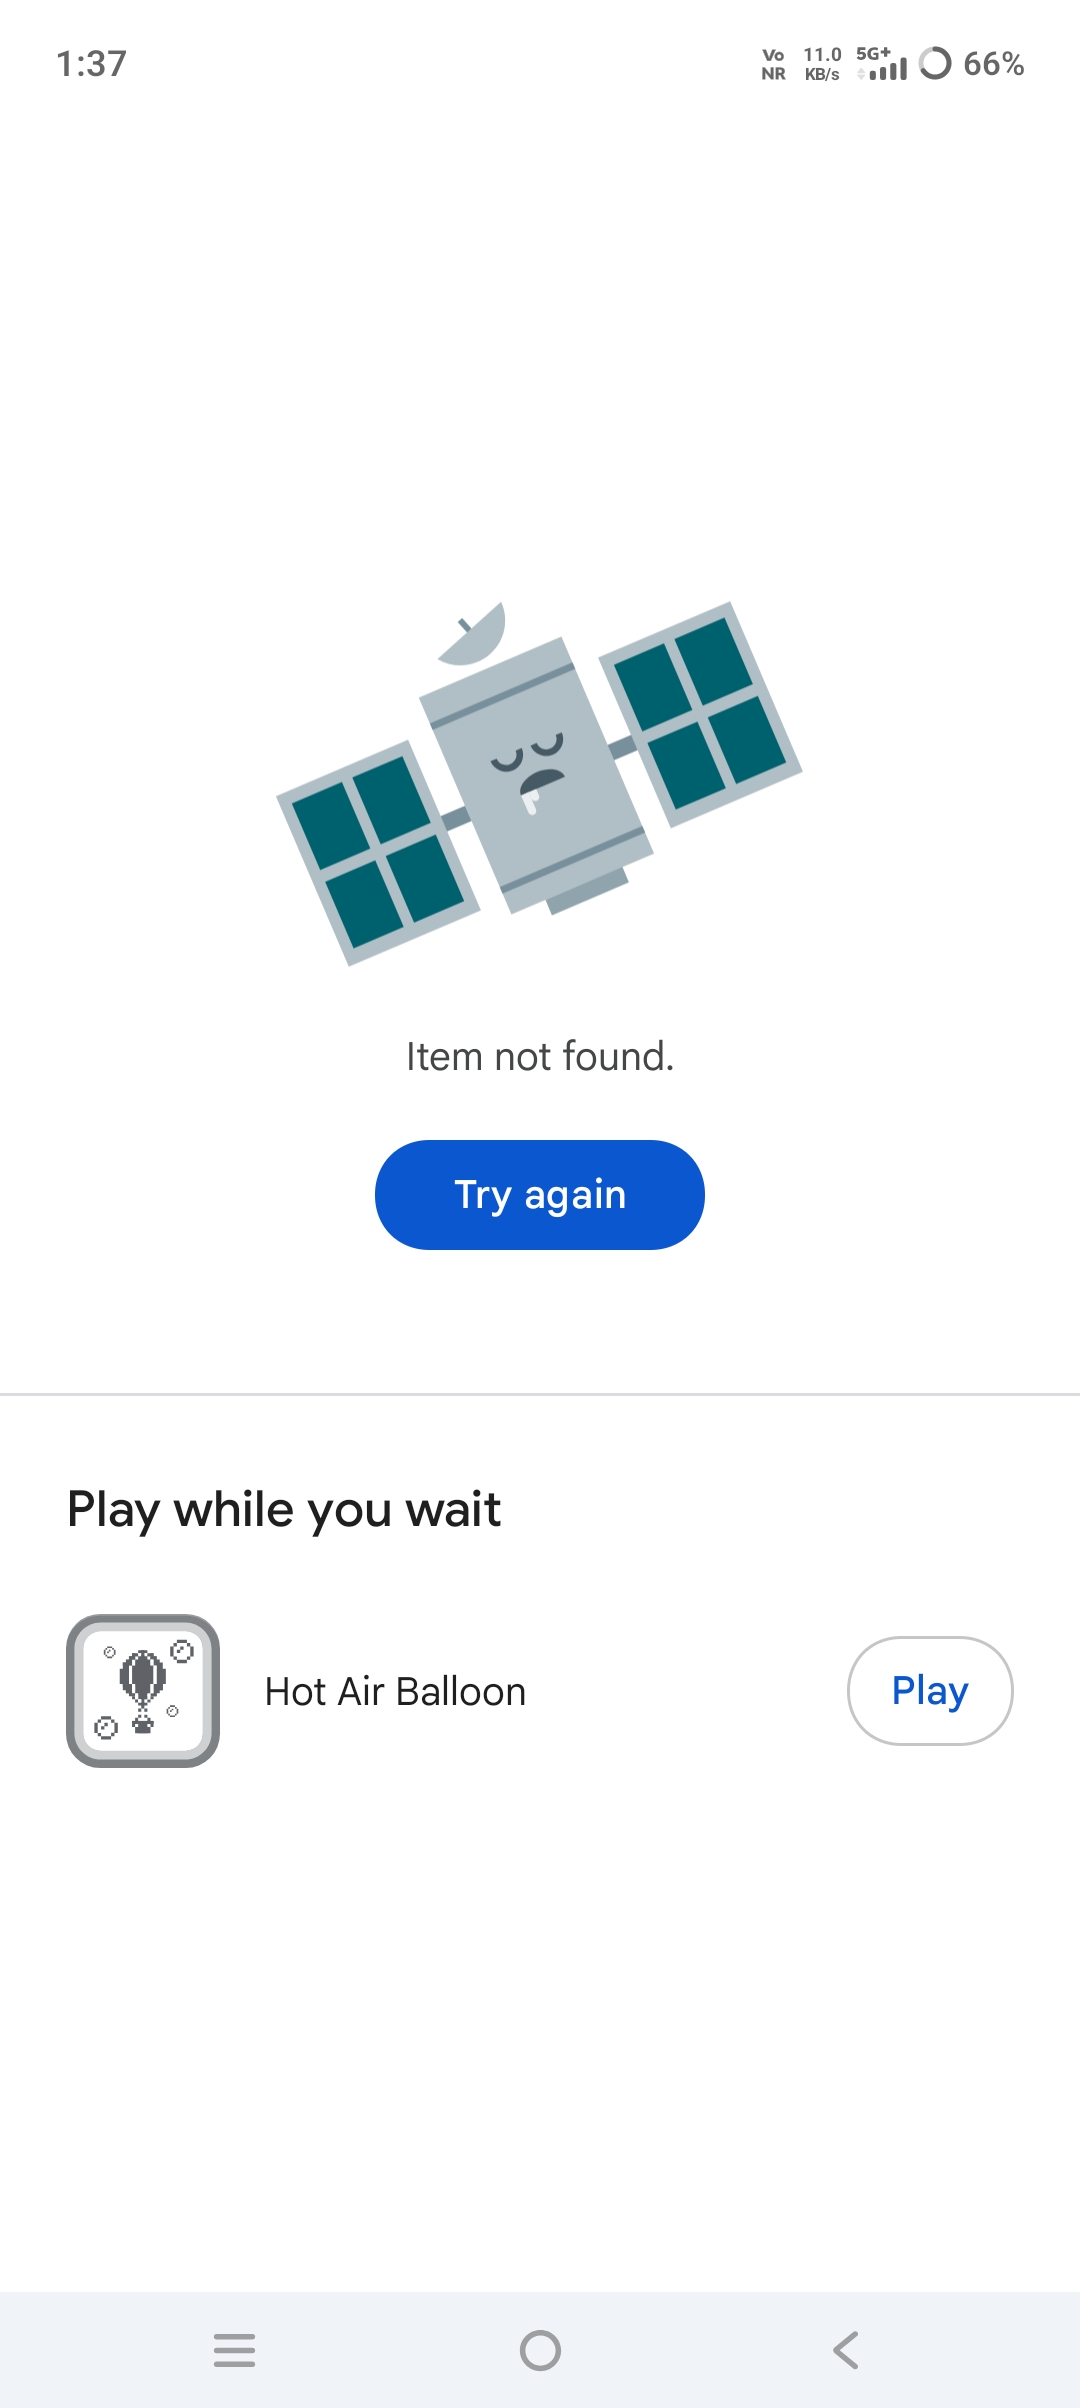 1:37
Vo NR 11.0 KB/s 5G+ 66%
Item not found.
Try again
Play while you wait
Hot Air Balloon
Play